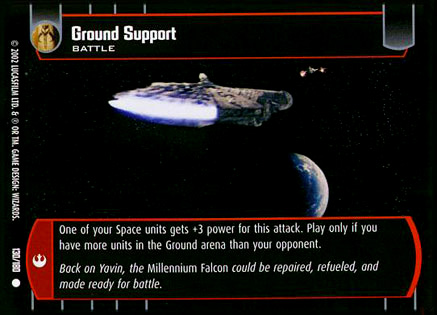 Ground Support
BATTLE
One of your Space units gets +3 power for this attack. Play only if you
have more units in the Ground arena than your opponent.
Back on Yavin, the Millennium Falcon could be repaired, refueled, and
made ready for battle.
© 2002 LUCASFILM LTD. & ® OR TM. GAME DESIGN: WIZARDS.
130/180